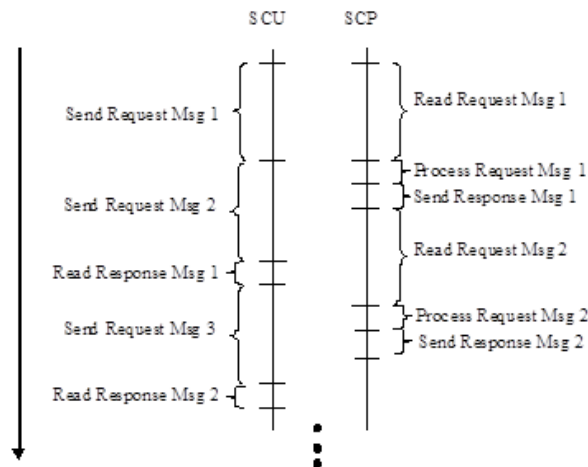 SCU SCP
Send Request Msg 1
Read Request Msg 1
Process Request Msg 1
Send Response Msg 1
Send Request Msg 2
Read Request Msg 2
Read Response Msg 1
Process Request Msg 2
Send Request Msg 3
Send Response Msg 2
Read Response Msg 2